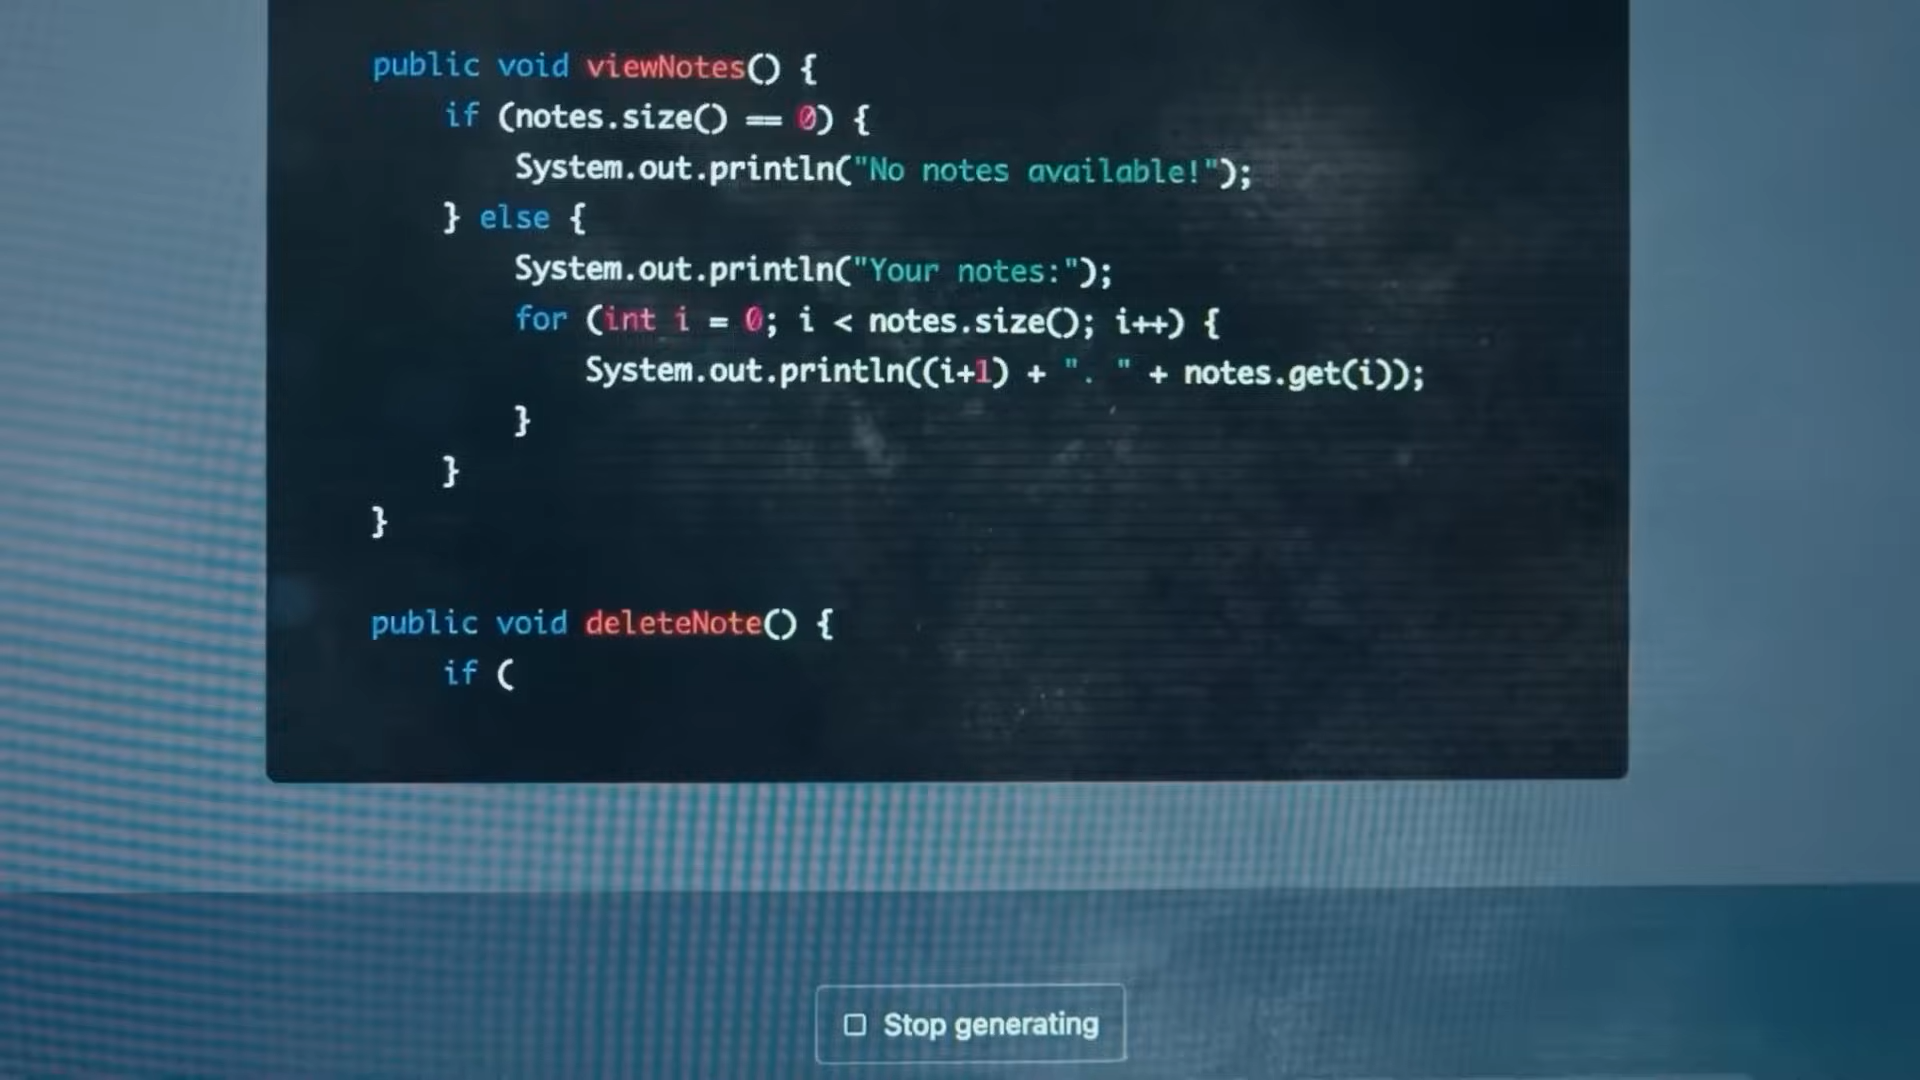 public void viewNotes() {
if (notes.size() == 0) {
System.out.println("No notes available!");
} else {
System.out.println("Your notes:");
for (int i = 0; i < notes.size(); i++) {
System.out.println((i+1) + ". " + notes.get(i));
}
}
}
public void deleteNote() {
if (
Stop generating